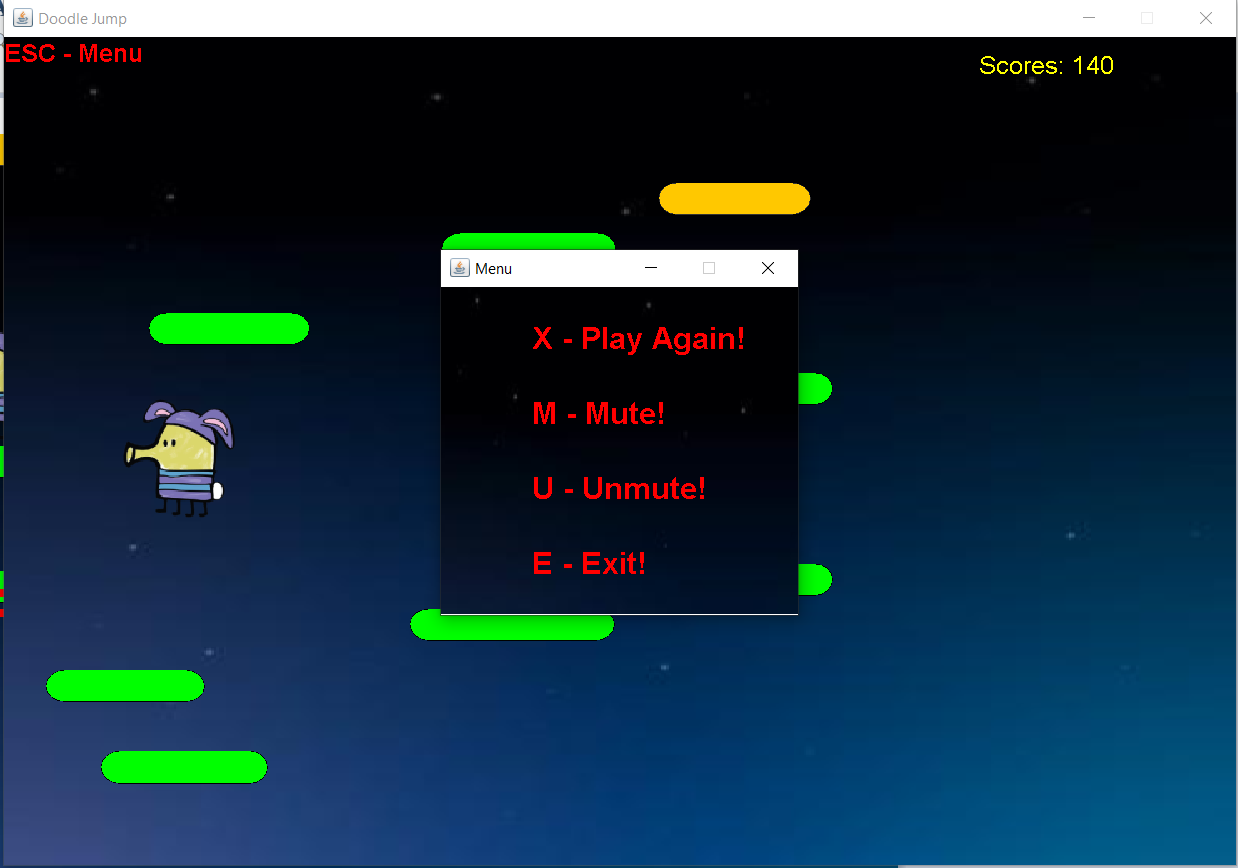 Doodle Jump
ESC - Menu
Scores: 140
Menu
X - Play Again!
M - Mute!
U - Unmute!
E - Exit!